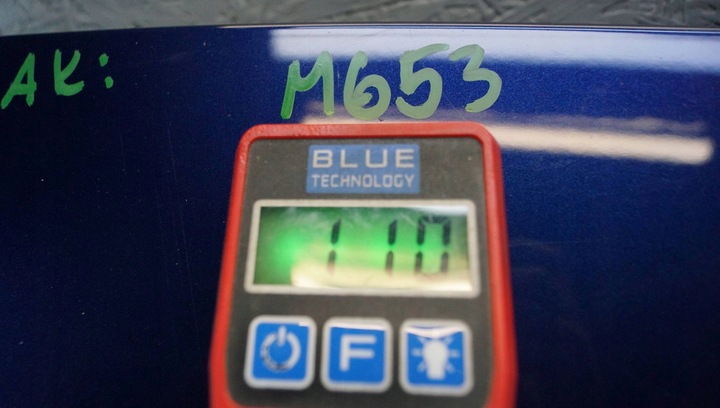 AK: M653
BLUE
TECHNOLOGY
110
F